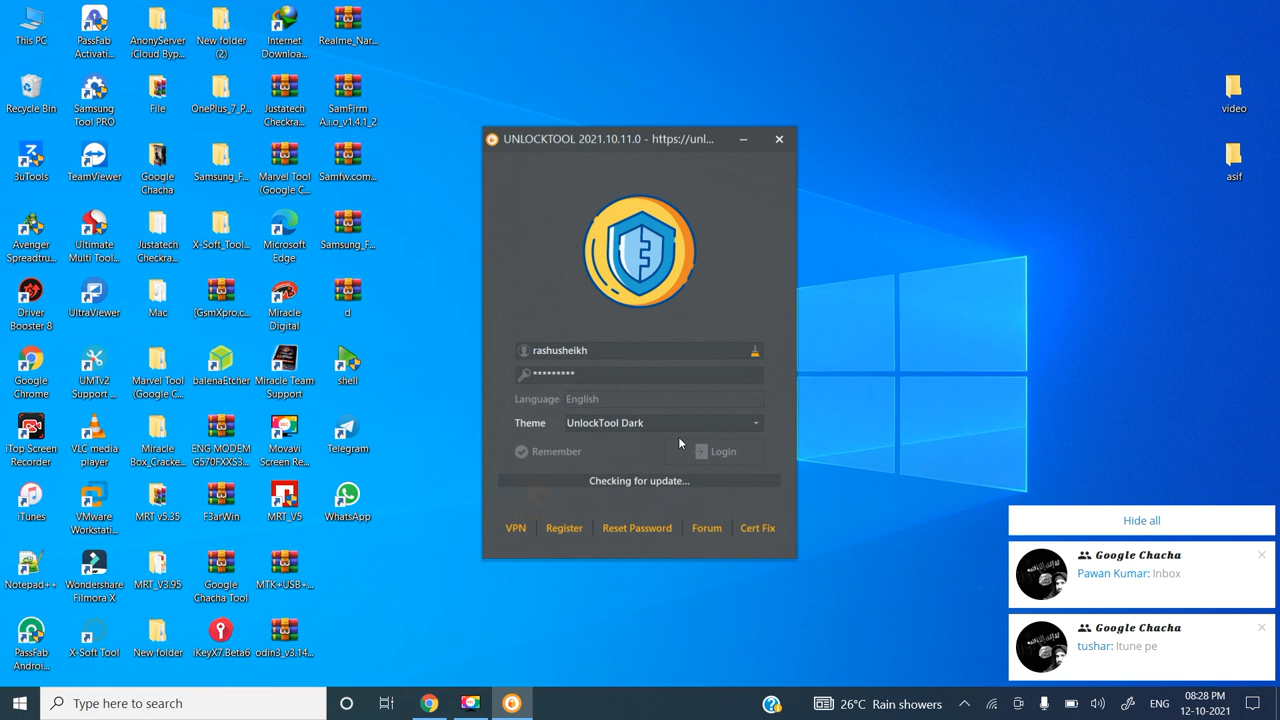 This PC
PassFab
Activati...
AnonyServer
iCloud Byp...
New folder
(2)
Internet
Downloa...
Realme_Nar...
Recycle Bin
Samsung
Tool PRO
File
OnePlus_7_P...
Justatech
Checkra...
SamFirm
A.i.o_v1.4.1_2
3uTools
TeamViewer
Google
Chacha
Samsung_F...
Marvel Tool
(Google C...
Samfw.com...
Avenger
Spreadtru...
Ultimate
Multi Tool...
Justatech
Checkra...
X-Soft_Tool...
Microsoft
Edge
Samsung_F...
Driver
Booster 8
UltraViewer
Mac
[GsmXpro.c...
Miracle
Digital
d
Google
Chrome
UMTv2
Support ...
Marvel Tool
(Google C...
balenaEtcher
Miracle Team
Support
shell
iTop Screen
Recorder
VLC media
player
Miracle
Box_Cracke...
ENG MODEM
G570FXXS3...
Movavi
Screen Re...
Telegram
iTunes
VMware
Workstati...
MRT v5.35
F3arWin
MRT_V5
WhatsApp
Notepad++
Wondershare
Filmora X
MRT_V3.95
Google
Chacha Tool
MTK+USB+...
PassFab
Androi...
X-Soft Tool
New folder
iKeyX7.Beta6
odin3_v3.14...
video
asif
UNLOCKTOOL 2021.10.11.0 - https://unl...
rashusheikh
*********
Language English
Theme UnlockTool Dark
Remember Login
Checking for update...
VPN Register Reset Password Forum Cert Fix
Hide all
Google Chacha
Pawan Kumar: Inbox
Google Chacha
tushar: Itune pe
Type here to search
26°C Rain showers
ENG
08:28 PM
12-10-2021